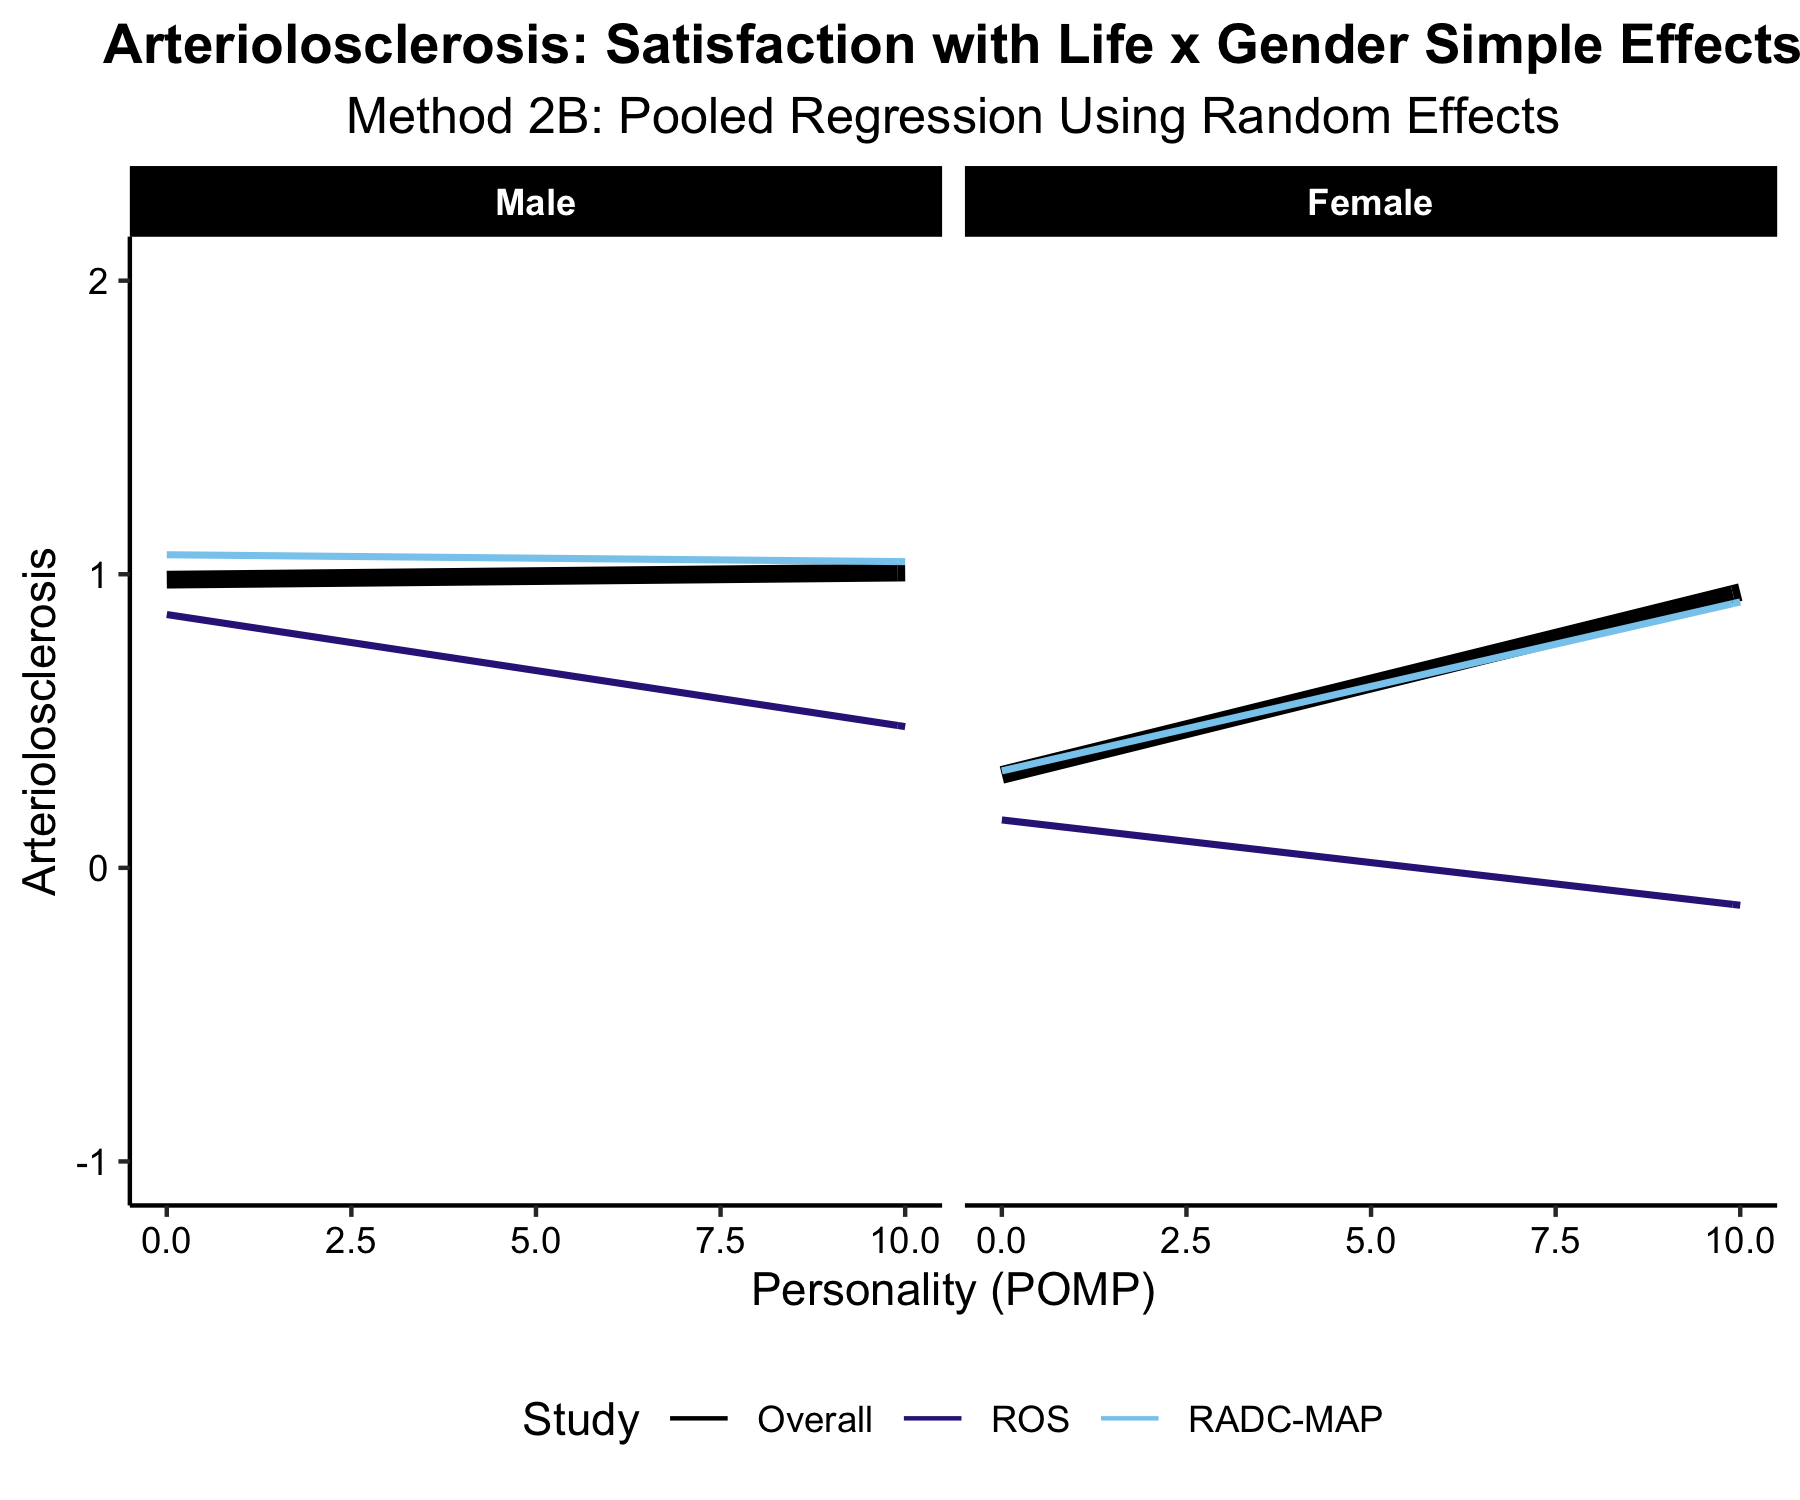 Arteriolosclerosis: Satisfaction with Life x Gender Simple Effects
Method 2B: Pooled Regression Using Random Effects
Male Female
Arteriolosclerosis
2
1
0
-1
0.0 2.5 5.0 7.5 10.0 0.0 2.5 5.0 7.5 10.0
Personality (POMP)
Study Overall ROS RADC-MAP